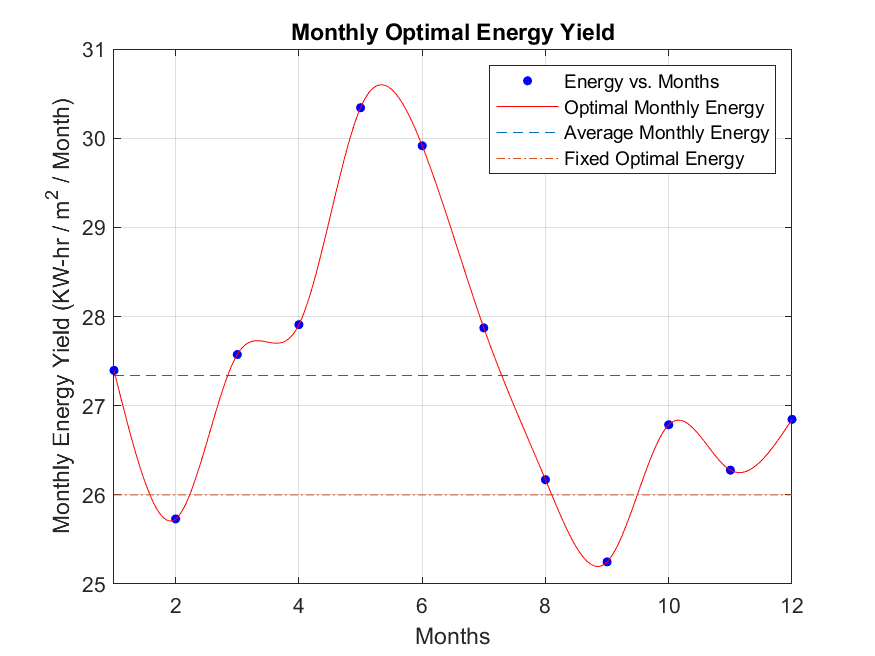 Monthly Optimal Energy Yield
Energy vs. Months
Optimal Monthly Energy
Average Monthly Energy
Fixed Optimal Energy
Monthly Energy Yield (KW-hr / m² / Month)
31
30
29
28
27
26
25
2 4 6 8 10 12
Months